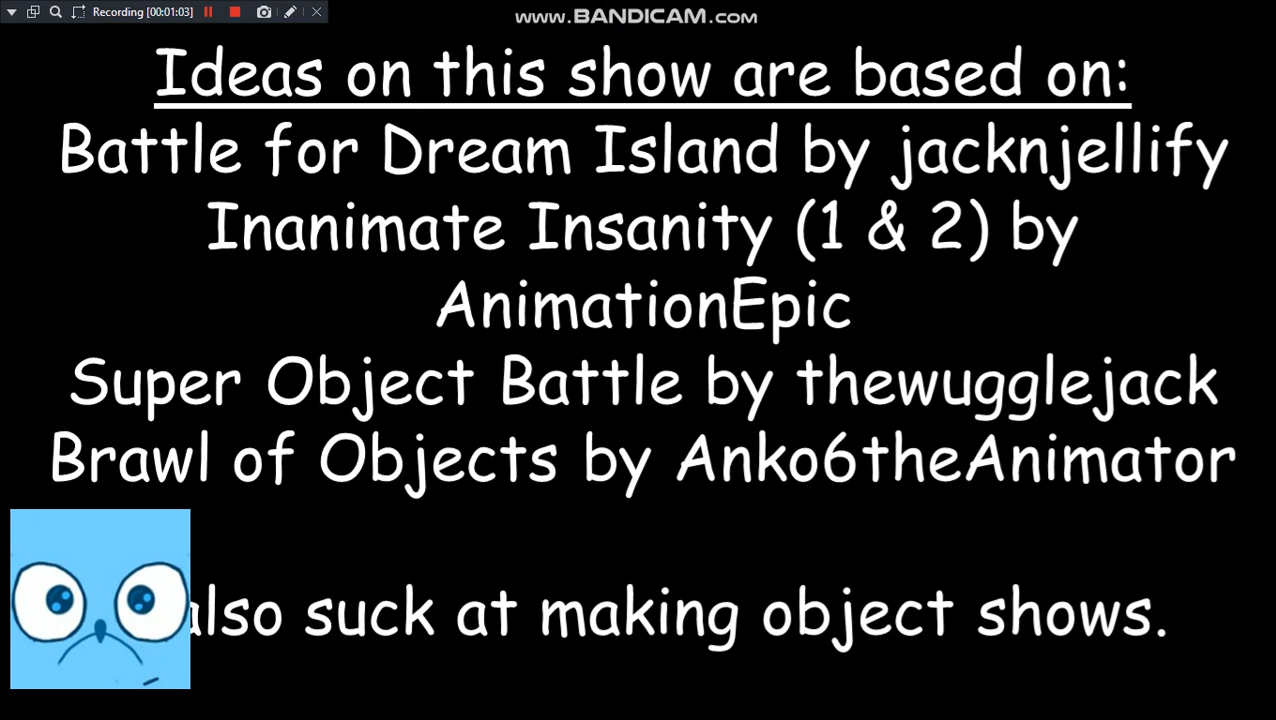 Recording [00:01:03]
www.BANDICAM.com
Ideas on this show are based on:
Battle for Dream Island by jacknjellify
Inanimate Insanity (1 & 2) by
AnimationEpic
Super Object Battle by thewugglejack
Brawl of Objects by Anko6theAnimator
also suck at making object shows.